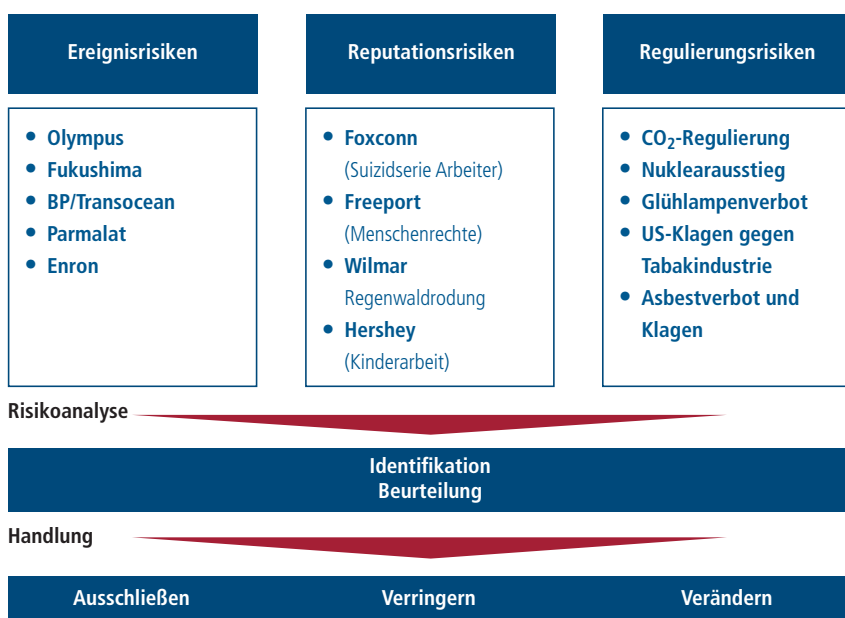 Ereignisrisiken
Reputationsrisiken
Regulierungsrisiken
• Olympus
• Fukushima
• BP/Transocean
• Parmalat
• Enron
• Foxconn
(Suizidserie Arbeiter)
• Freeport
(Menschenrechte)
• Wilmar
Regenwaldrodung
• Hershey
(Kinderarbeit)
• CO₂-Regulierung
• Nuklearausstieg
• Glühlampenverbot
• US-Klagen gegen
Tabakindustrie
• Asbestverbot und
Klagen
Risikoanalyse
Identifikation
Beurteilung
Handlung
Ausschließen
Verringern
Verändern